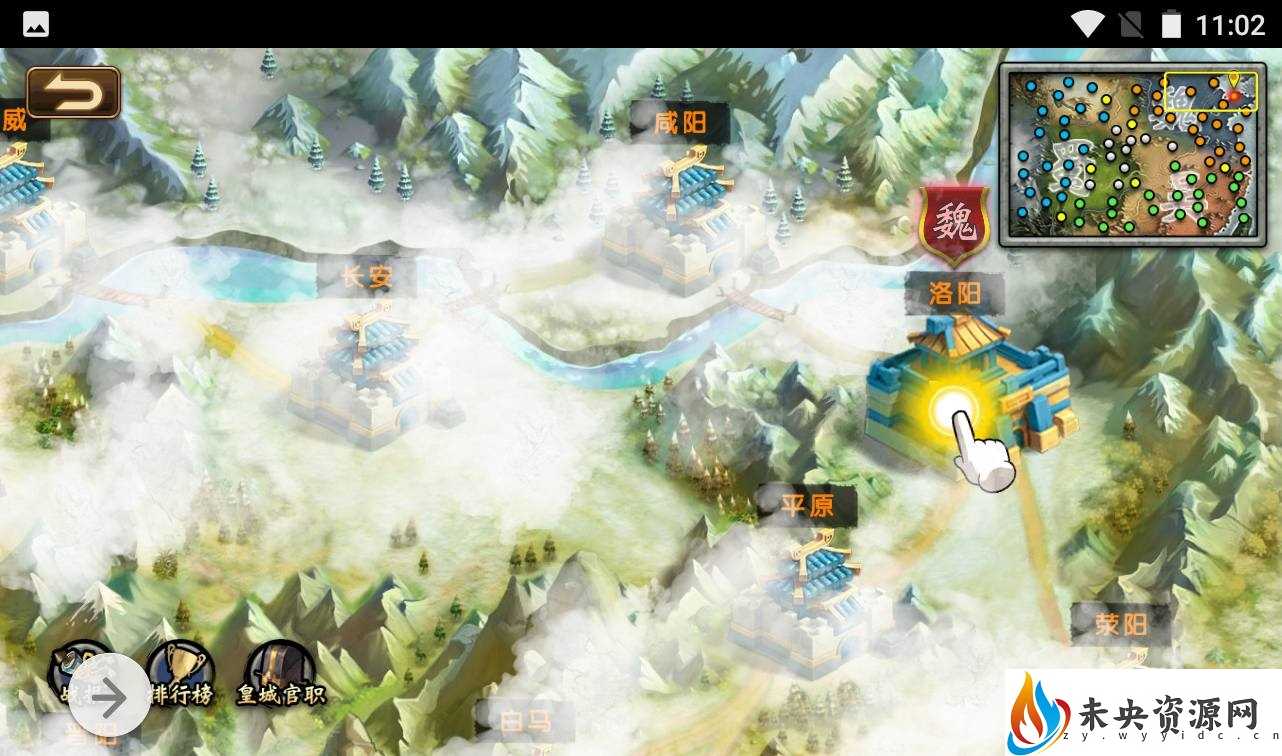 11:02
威
咸阳
魏
长安
洛阳
平原
荥阳
排行榜
皇城官职
白马
未央资源网
zy.wyyidc.cn